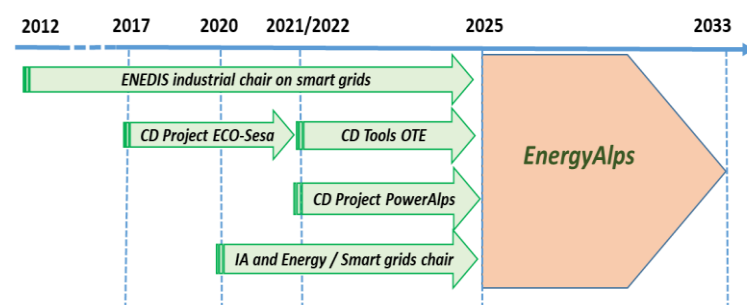 2012 2017 2020 2021/2022 2025 2033
ENEDIS industrial chair on smart grids
CD Project ECO-Sesa CD Tools OTE
EnergyAlps
CD Project PowerAlps
IA and Energy / Smart grids chair